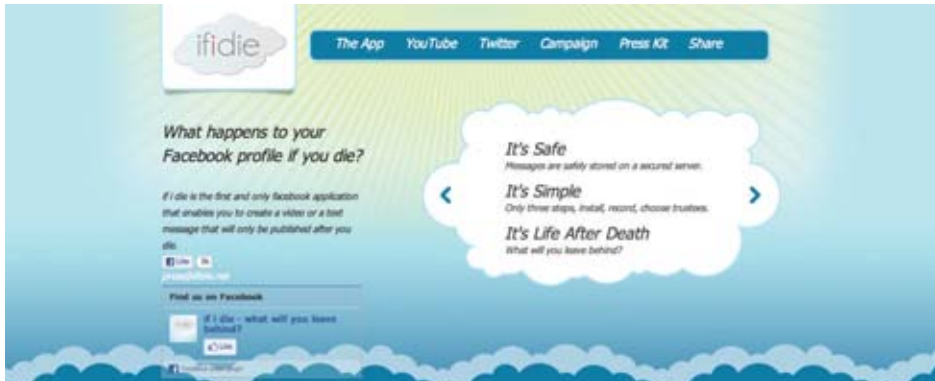 ifidie
The App YouTube Twitter Campaign Press Kit Share
What happens to your
Facebook profile if you die?
if i die is the first and only facebook application
that enables you to create a video or a text
message that will only be published after you
die.
Like
Find us on Facebook
if i die - what will you leave
behind?
Like
It's Safe
Messages are safely stored on a secured server.
It's Simple
Only three steps, install, record, choose trustees.
It's Life After Death
What will you leave behind?